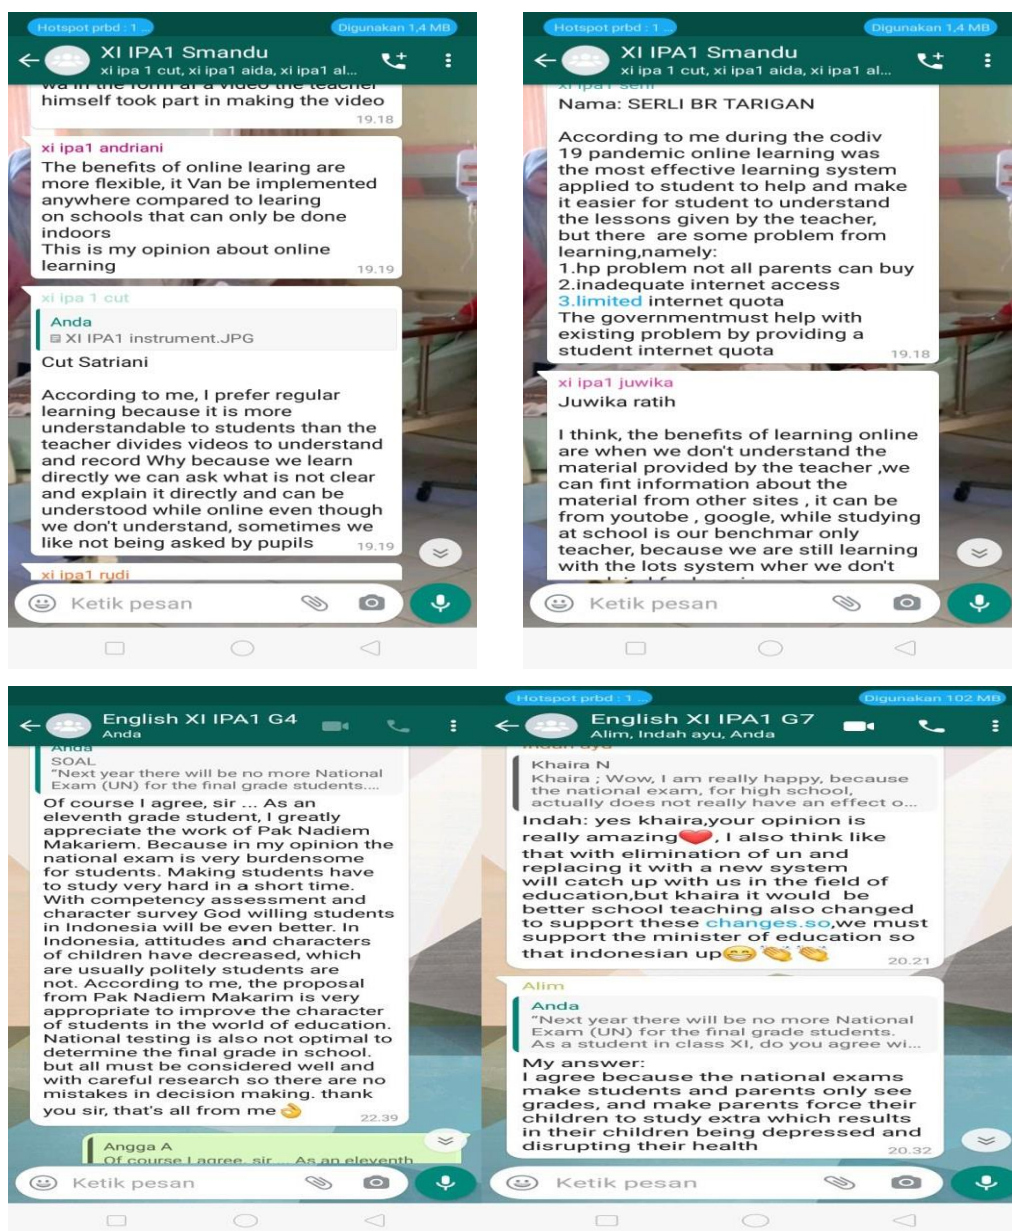 Hotspot prbd : 1 ...
Digunakan 1,4 MB
XI IPA1 Smandu
xi ipa 1 cut, xi ipa1 aida, xi ipa1 al...
wa in the form af a video the teacher
himself took part in making the video
19.18
xi ipa1 andriani
The benefits of online learing are
more flexible, it Van be implemented
anywhere compared to learing
on schools that can only be done
indoors
This is my opinion about online
learning
19.19
xi ipa 1 cut
Anda
XI IPA1 instrument.JPG
Cut Satriani
According to me, I prefer regular
learning because it is more
understandable to students than the
teacher divides videos to understand
and record Why because we learn
directly we can ask what is not clear
and explain it directly and can be
understood while online even though
we don't understand, sometimes we
like not being asked by pupils
19.19
xi ipa1 rudi
Ketik pesan
Hotspot prbd : 1 ...
Digunakan 1,4 MB
XI IPA1 Smandu
xi ipa 1 cut, xi ipa1 aida, xi ipa1 al...
xi ipa1 serli
Nama: SERLI BR TARIGAN
According to me during the codiv
19 pandemic online learning was
the most effective learning system
applied to student to help and make
it easier for student to understand
the lessons given by the teacher,
but there are some problem from
learning,namely:
1.hp problem not all parents can buy
2.inadequate internet access
3.limited internet quota
The governmentmust help with
existing problem by providing a
student internet quota
19.18
xi ipa1 juwika
Juwika ratih
I think, the benefits of learning online
are when we don't understand the
material provided by the teacher ,we
can fint information about the
material from other sites , it can be
from youtobe , google, while studying
at school is our benchmar only
teacher, because we are still learning
with the lots system wher we don't
Ketik pesan
English XI IPA1 G4
Anda
Anda
SOAL
"Next year there will be no more National
Exam (UN) for the final grade students....
Of course I agree, sir ... As an
eleventh grade student, I greatly
appreciate the work of Pak Nadiem
Makariem. Because in my opinion the
national exam is very burdensome
for students. Making students have
to study very hard in a short time.
With competency assessment and
character survey God willing students
in Indonesia will be even better. In
Indonesia, attitudes and characters
of children have decreased, which
are usually politely students are
not. According to me, the proposal
from Pak Nadiem Makarim is very
appropriate to improve the character
of students in the world of education.
National testing is also not optimal to
determine the final grade in school.
but all must be considered well and
with careful research so there are no
mistakes in decision making. thank
you sir, that's all from me👌
22.39
Angga A
Of course I agree, sir ... As an eleventh
Ketik pesan
Hotspot prbd : 1 ...
Digunakan 102 MB
English XI IPA1 G7
Alim, Indah ayu, Anda
Indah ayu
Khaira N
Khaira ; Wow, I am really happy, because
the national exam, for high school,
actually does not really have an effect o...
Indah: yes khaira,your opinion is
really amazing❤️, I also think like
that with elimination of un and
replacing it with a new system
will catch up with us in the field of
education,but khaira it would be
better school teaching also changed
to support these changes.so,we must
support the minister of education so
that indonesian up😁👏👏
20.21
Alim
Anda
"Next year there will be no more National
Exam (UN) for the final grade students.
As a student in class XI, do you agree wi...
My answer:
I agree because the national exams
make students and parents only see
grades, and make parents force their
children to study extra which results
in their children being depressed and
disrupting their health
20.32
Ketik pesan